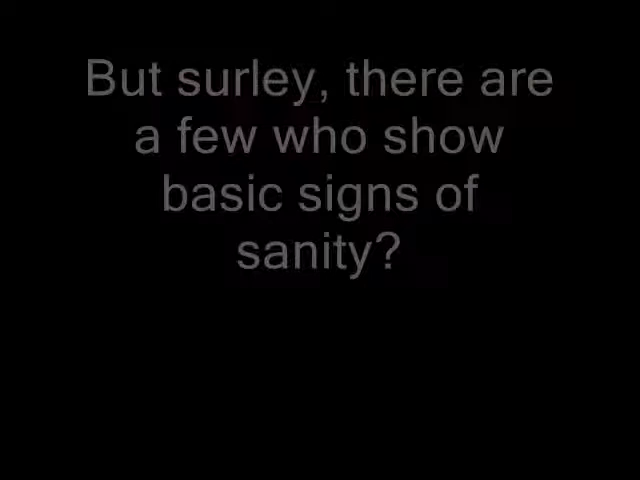 But surley, there are
a few who show
basic signs of
sanity?